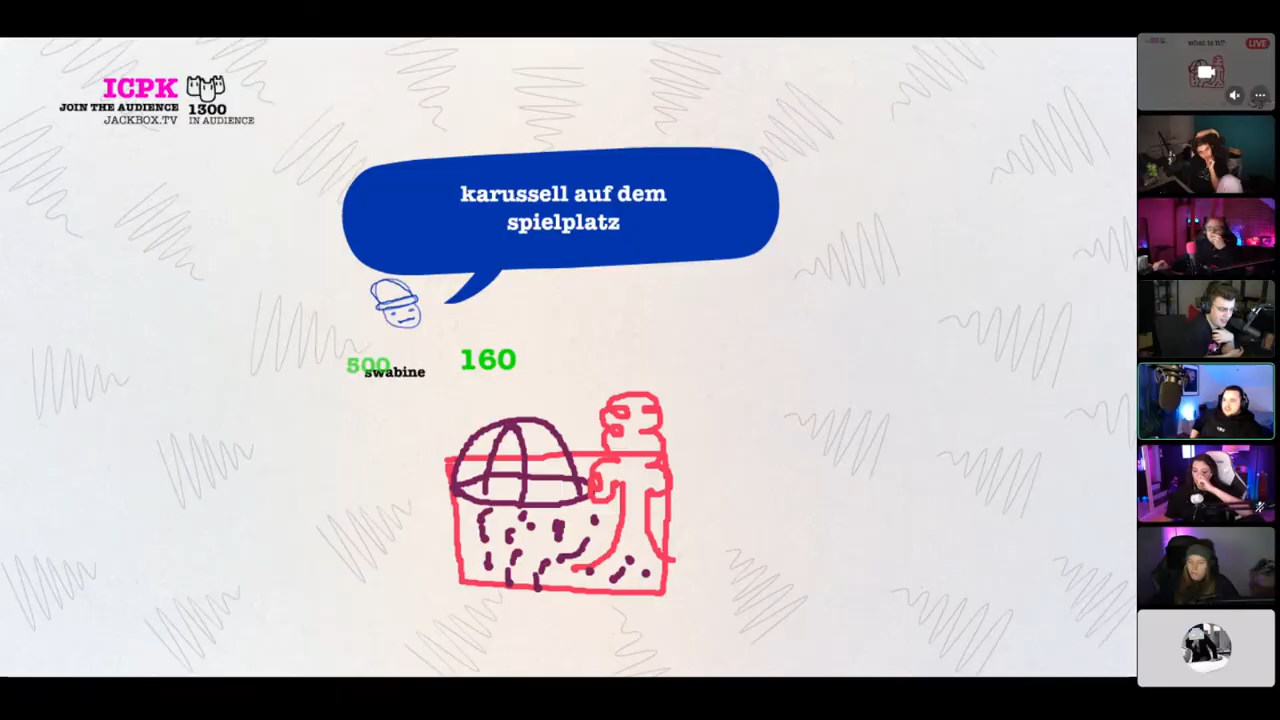 ICPK
JOIN THE AUDIENCE
JACKBOX.TV
1300
IN AUDIENCE
karussell auf dem
spielplatz
500
swabine
160
LIVE